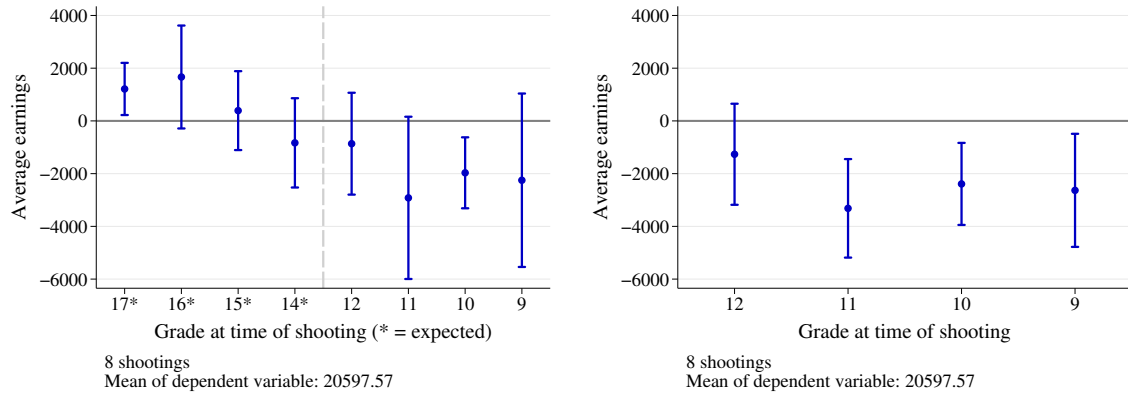 4000
2000
0
−2000
−4000
−6000
Average earnings
17* 16* 15* 14* 12 11 10 9
Grade at time of shooting (* = expected)
8 shootings
Mean of dependent variable: 20597.57
4000
2000
0
−2000
−4000
−6000
Average earnings
12 11 10 9
Grade at time of shooting
8 shootings
Mean of dependent variable: 20597.57